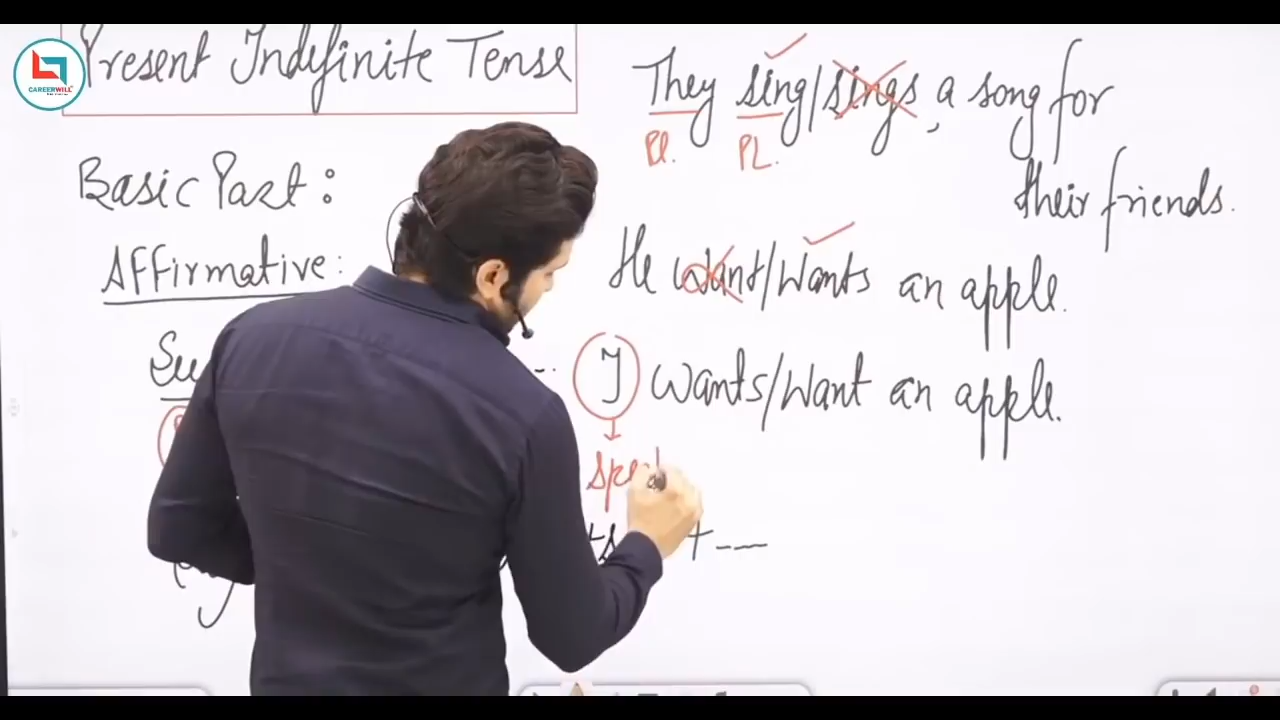 CAREERWILL
Present Indefinite Tense
Basic Part:
Affirmative:
They sing/sings a song for
Pl. PL.
their friends.
He want/wants an apple.
I wants/want an apple.
+ ---